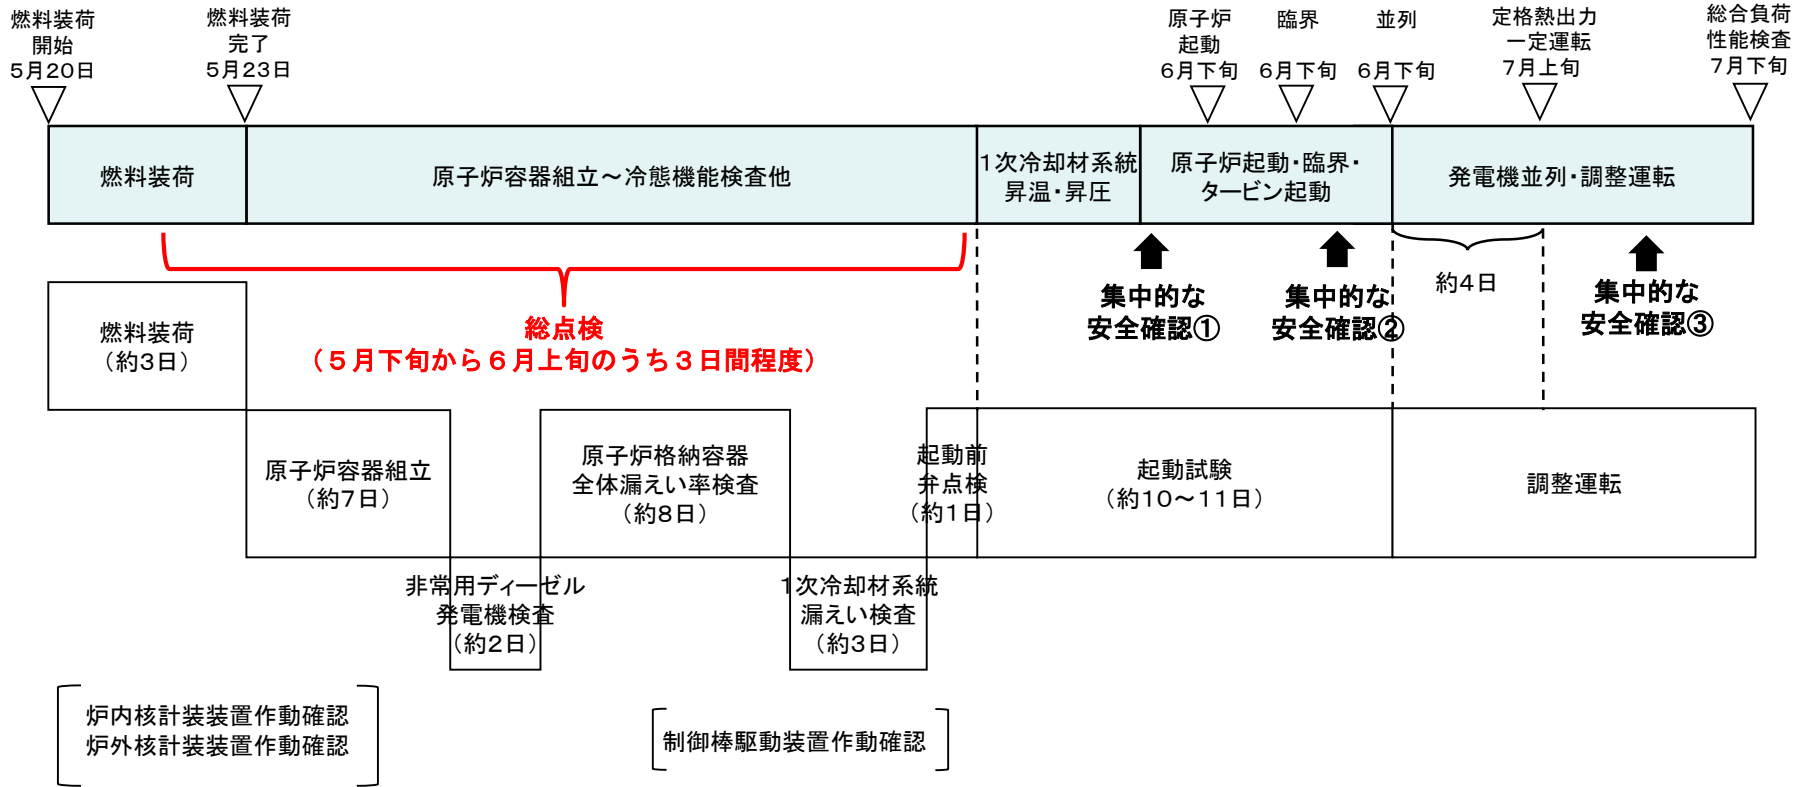 燃料装荷
開始
5月20日
燃料装荷
完了
5月23日
原子炉
起動
6月下旬
臨界
6月下旬
並列
6月下旬
定格熱出力
一定運転
7月上旬
総合負荷
性能検査
7月下旬
燃料装荷
原子炉容器組立～冷態機能検査他
1次冷却材系統
昇温・昇圧
原子炉起動・臨界・
タービン起動
発電機並列・調整運転
総点検
（５月下旬から６月上旬のうち３日間程度）
集中的な
安全確認①
集中的な
安全確認②
約4日
集中的な
安全確認③
燃料装荷
（約3日）
原子炉容器組立
（約7日）
非常用ディーゼル
発電機検査
（約2日）
原子炉格納容器
全体漏えい率検査
（約8日）
1次冷却材系統
漏えい検査
（約3日）
起動前
弁点検
（約1日）
起動試験
（約10～11日）
調整運転
炉内核計装装置作動確認
炉外核計装装置作動確認
制御棒駆動装置作動確認